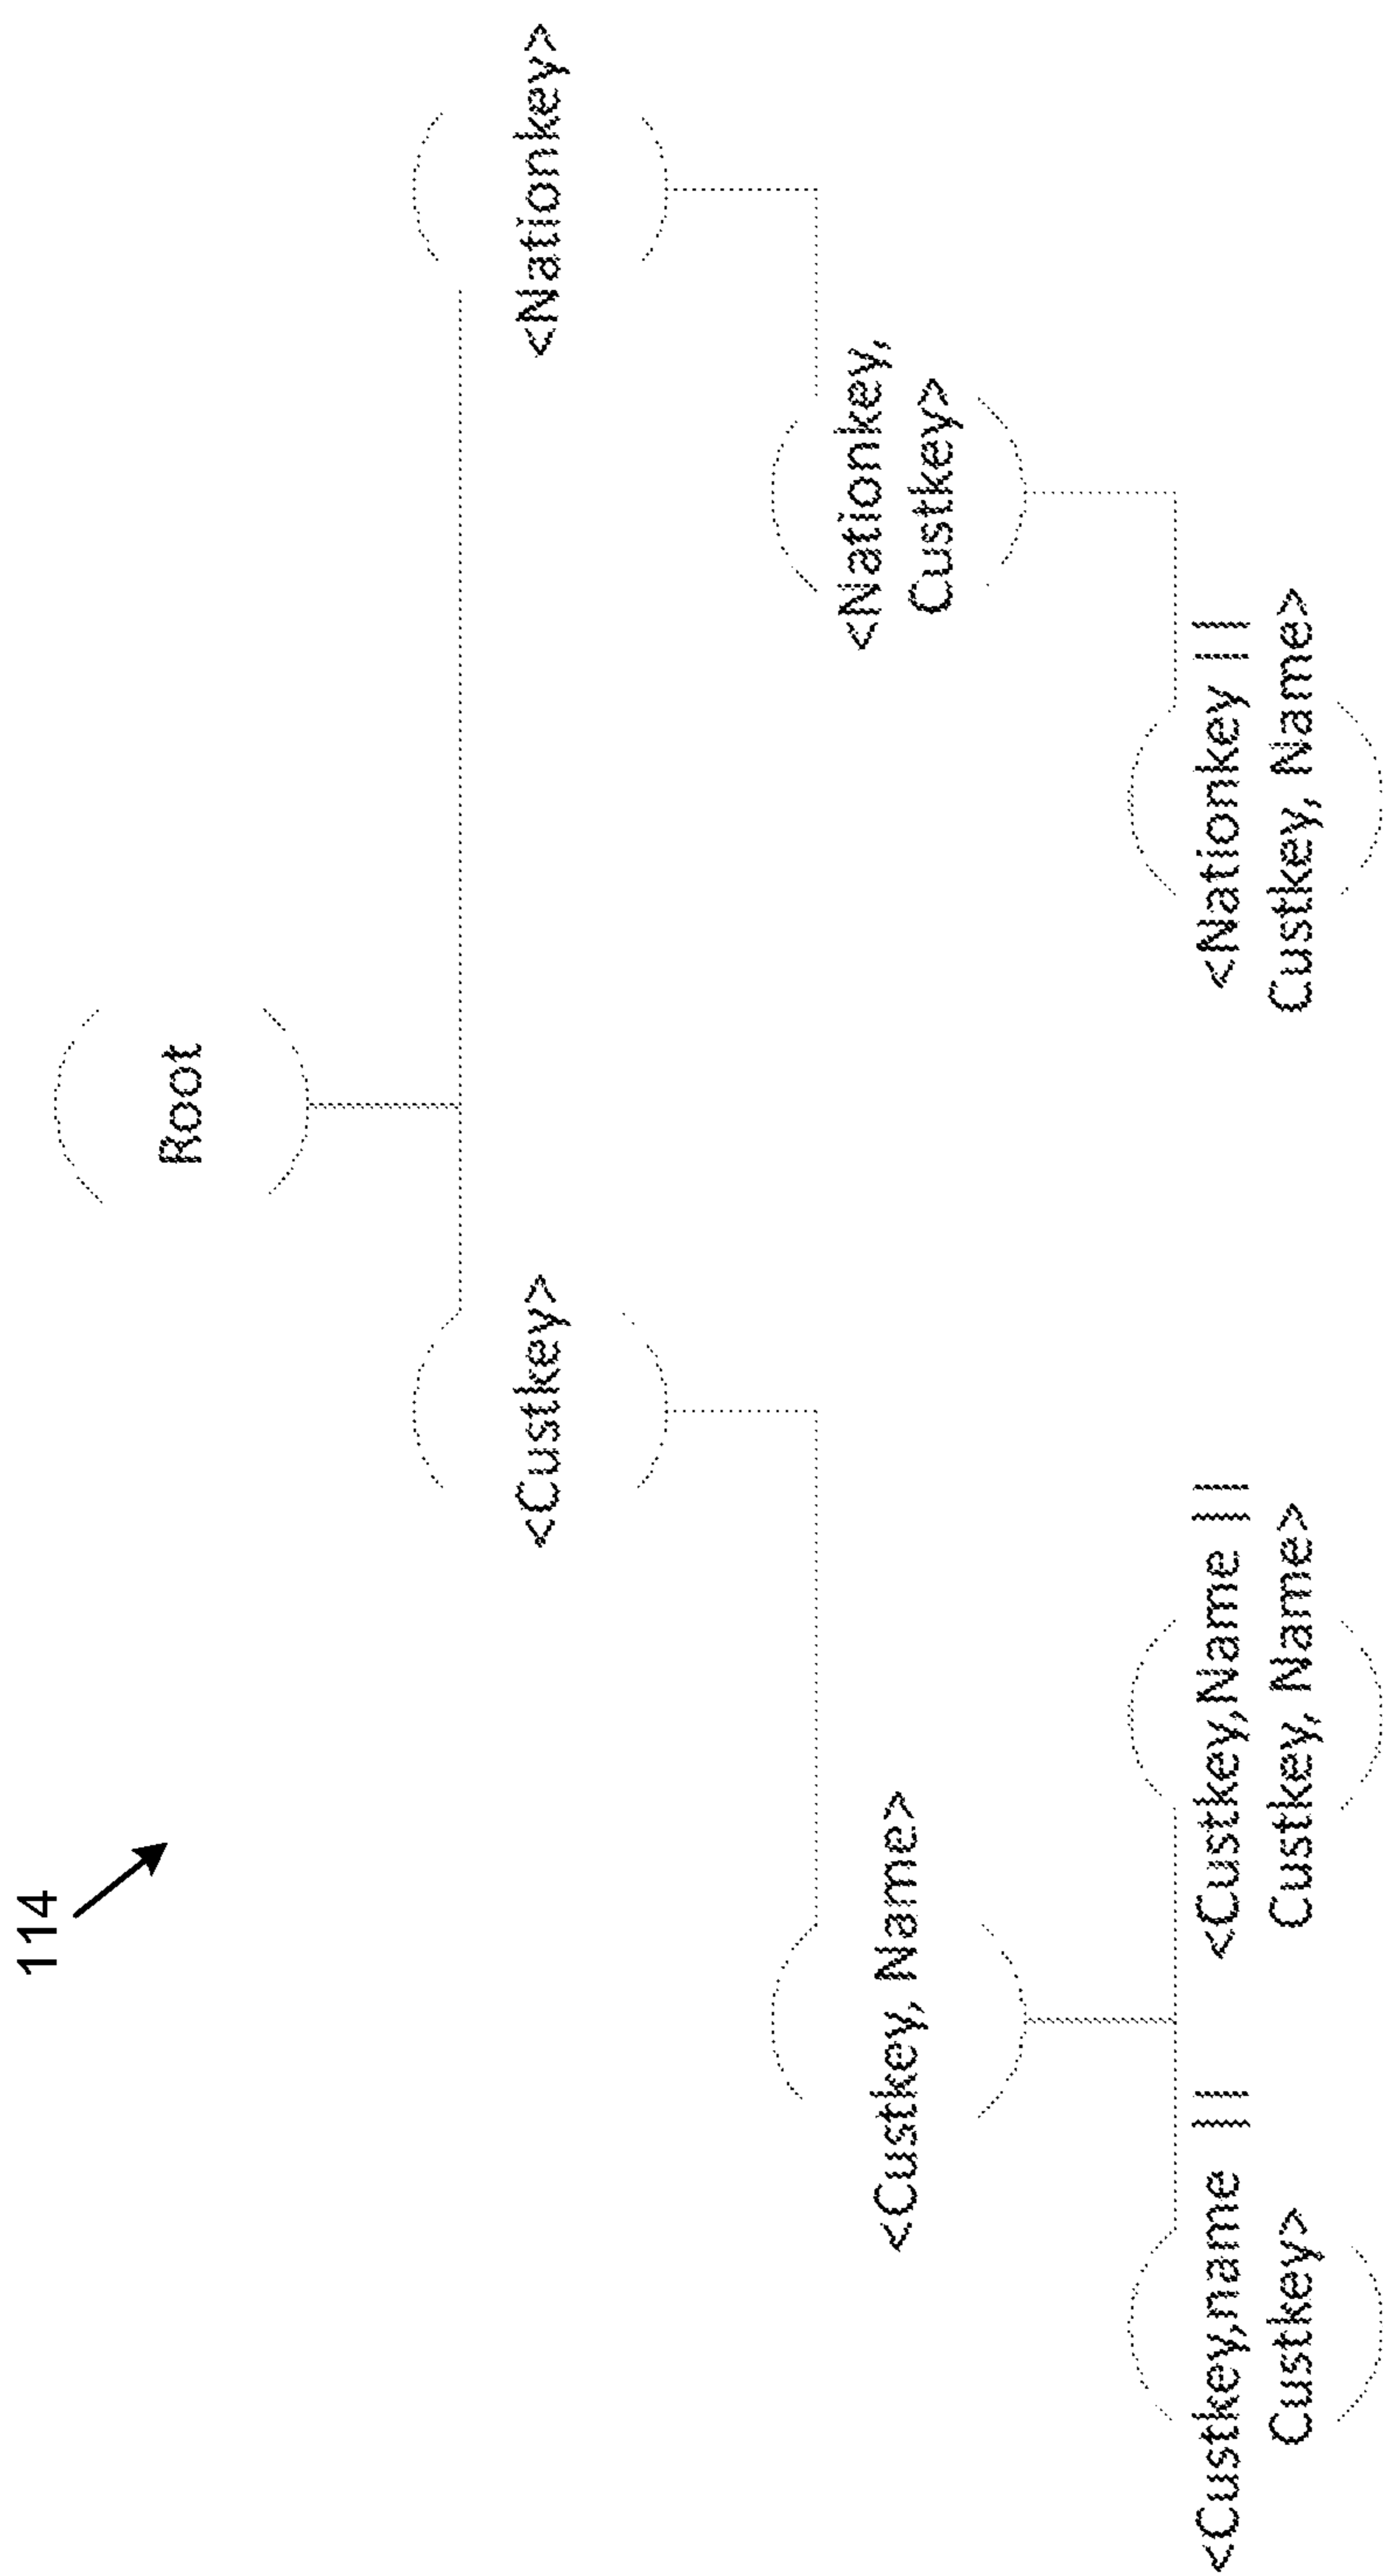 114
Root
<Custkey>
<Nationkey>
<Custkey, Name>
<Nationkey,
Custkey>
<Custkey,name ||
Custkey>
<Custkey,Name ||
Custkey, Name>
<Nationkey ||
Custkey, Name>